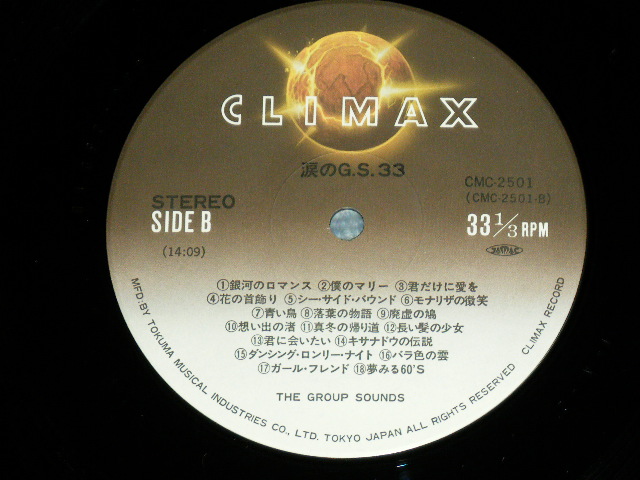 CLIMAX
涙のG.S.33
STEREO
SIDE B
(14:09)
CMC-2501
(CMC-2501-B)
33 1/3 RPM
①銀河のロマンス ②僕のマリー ③君だけに愛を
④花の首飾り ⑤シー・サイド・バウンド ⑥モナリザの微笑
⑦青い鳥 ⑧落葉の物語 ⑨廃虚の鳩
⑩想い出の渚 ⑪真冬の帰り道 ⑫長い髪の少女
⑬君に会いたい ⑭キサナドウの伝説
⑮ダンシング・ロンリー・ナイト ⑯バラ色の雲
⑰ガール・フレンド ⑱夢みる60'S
THE GROUP SOUNDS
MFD. BY TOKUMA MUSICAL INDUSTRIES CO., LTD. TOKYO JAPAN ALL RIGHTS RESERVED CLIMAX RECORD